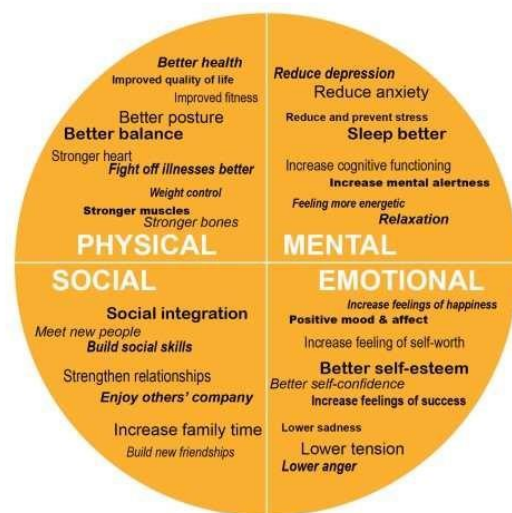 Better health
Improved quality of life
Improved fitness
Better posture
Better balance
Stronger heart
Fight off illnesses better
Weight control
Stronger muscles
Stronger bones
PHYSICAL
Reduce depression
Reduce anxiety
Reduce and prevent stress
Sleep better
Increase cognitive functioning
Increase mental alertness
Feeling more energetic
Relaxation
MENTAL
SOCIAL
Social integration
Meet new people
Build social skills
Strengthen relationships
Enjoy others' company
Increase family time
Build new friendships
EMOTIONAL
Increase feelings of happiness
Positive mood & affect
Increase feeling of self-worth
Better self-esteem
Better self-confidence
Increase feelings of success
Lower sadness
Lower tension
Lower anger